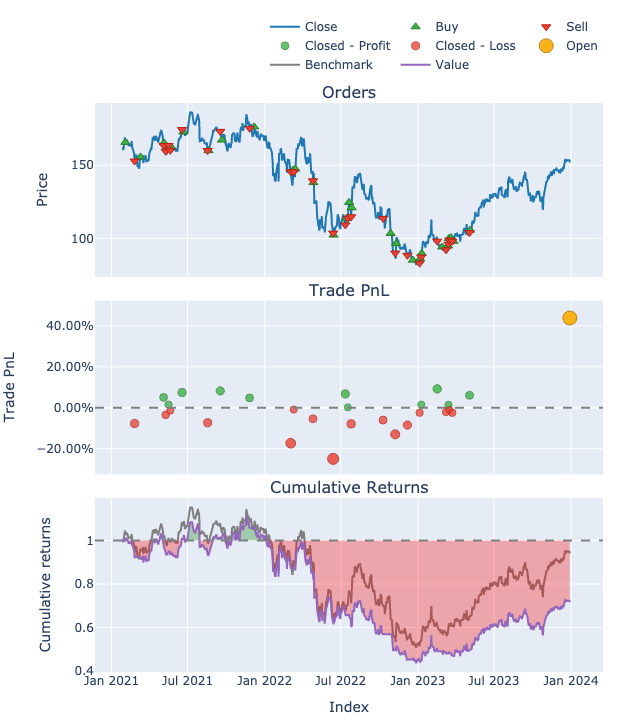 Close Buy Sell
Closed - Profit Closed - Loss Open
Benchmark Value
Orders
Price
150
100
Trade PnL
Trade PnL
40.00%
20.00%
0.00%
−20.00%
Cumulative Returns
Cumulative returns
1
0.8
0.6
0.4
Jan 2021 Jul 2021 Jan 2022 Jul 2022 Jan 2023 Jul 2023 Jan 2024
Index